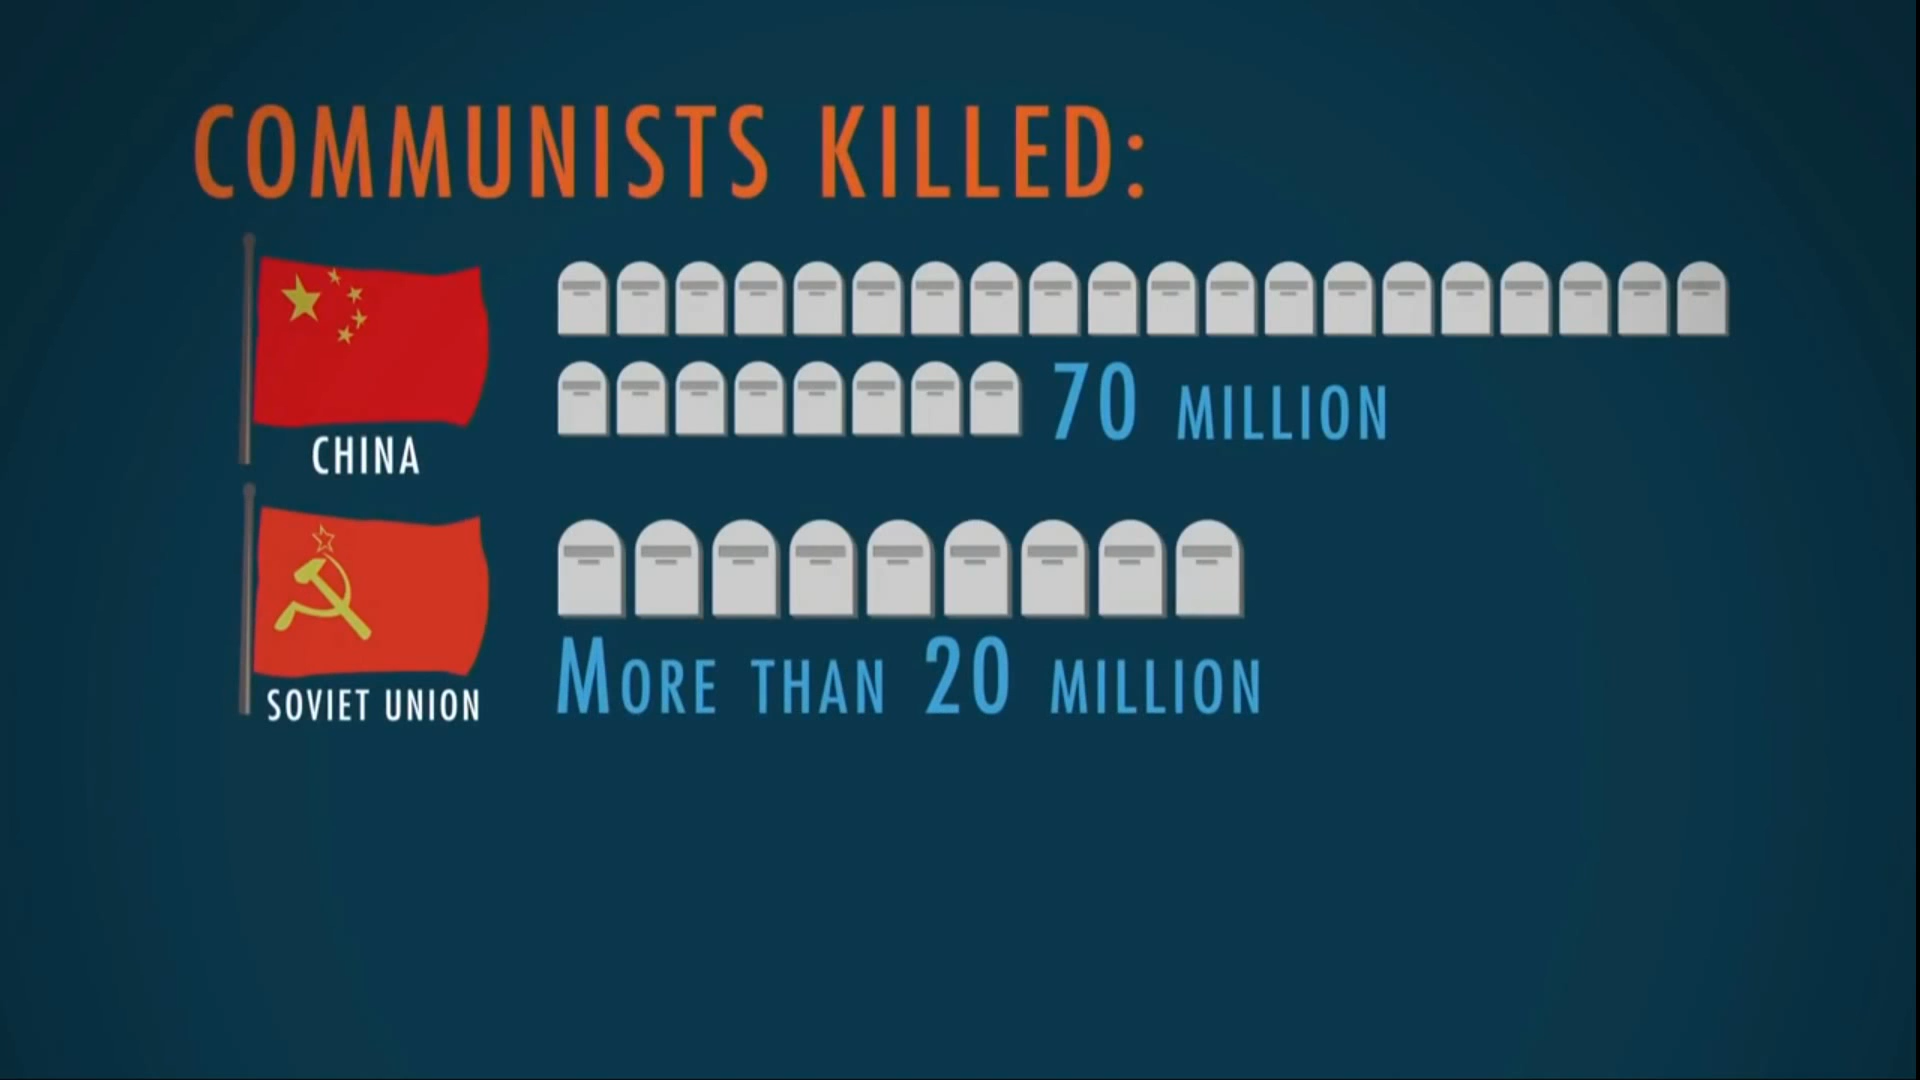 COMMUNISTS KILLED:
70 MILLION
CHINA
MORE THAN 20 MILLION
SOVIET UNION